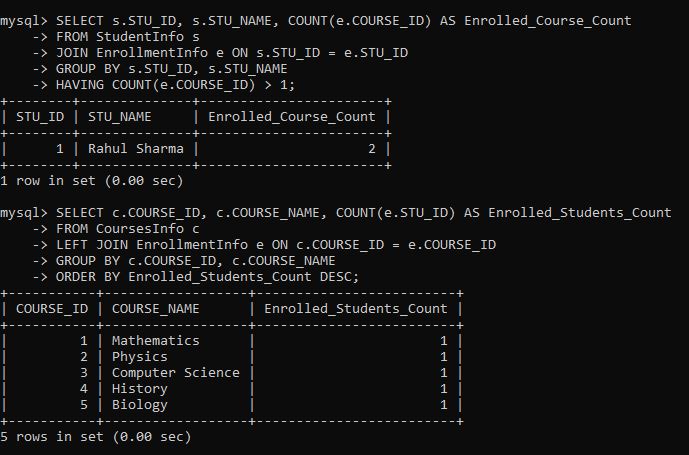 mysql> SELECT s.STU_ID, s.STU_NAME, COUNT(e.COURSE_ID) AS Enrolled_Course_Count
    -> FROM StudentInfo s
    -> JOIN EnrollmentInfo e ON s.STU_ID = e.STU_ID
    -> GROUP BY s.STU_ID, s.STU_NAME
    -> HAVING COUNT(e.COURSE_ID) > 1;
+--------+--------------+-----------------------+
| STU_ID | STU_NAME     | Enrolled_Course_Count |
+--------+--------------+-----------------------+
|      1 | Rahul Sharma |                     2 |
+--------+--------------+-----------------------+
1 row in set (0.00 sec)

mysql> SELECT c.COURSE_ID, c.COURSE_NAME, COUNT(e.STU_ID) AS Enrolled_Students_Count
    -> FROM CoursesInfo c
    -> LEFT JOIN EnrollmentInfo e ON c.COURSE_ID = e.COURSE_ID
    -> GROUP BY c.COURSE_ID, c.COURSE_NAME
    -> ORDER BY Enrolled_Students_Count DESC;
+-----------+------------------+-------------------------+
| COURSE_ID | COURSE_NAME      | Enrolled_Students_Count |
+-----------+------------------+-------------------------+
|         1 | Mathematics      |                       1 |
|         2 | Physics          |                       1 |
|         3 | Computer Science |                       1 |
|         4 | History          |                       1 |
|         5 | Biology          |                       1 |
+-----------+------------------+-------------------------+
5 rows in set (0.00 sec)